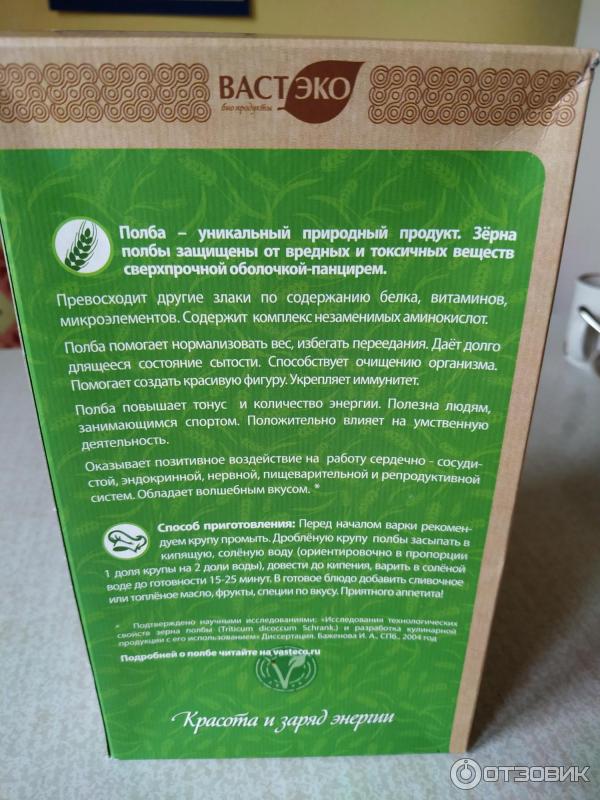 ВАСТЭКО
био продукты
Полба – уникальный природный продукт. Зёрна
полбы защищены от вредных и токсичных веществ
сверхпрочной оболочкой-панцирем.
Превосходит другие злаки по содержанию белка, витаминов,
микроэлементов. Содержит комплекс незаменимых аминокислот.
Полба помогает нормализовать вес, избегать переедания. Даёт долго
длящееся состояние сытости. Способствует очищению организма.
Помогает создать красивую фигуру. Укрепляет иммунитет.
Полба повышает тонус и количество энергии. Полезна людям,
занимающимся спортом. Положительно влияет на умственную
деятельность.
Оказывает позитивное воздействие на работу сердечно - сосуди-
стой, эндокринной, нервной, пищеварительной и репродуктивной
систем. Обладает волшебным вкусом. *
Способ приготовления: Перед началом варки рекомен-
дуем крупу промыть. Дроблёную крупу полбы засыпать в
кипящую, солёную воду (ориентировочно в пропорции
1 доля крупы на 2 доли воды), довести до кипения, варить в солёной
воде до готовности 15-25 минут. В готовое блюдо добавить сливочное
или топлёное масло, фрукты, специи по вкусу. Приятного аппетита!
* Подтверждено научными исследованиями: «Исследования технологических
свойств зерна полбы (Triticum dicoccum Schrank.) и разработка кулинарной
продукции с его использованием» Диссертация. Баженова И. А., СПб., 2004 год
Подробней о полбе читайте на vasteco.ru
Красота и заряд энергии
ОТЗОВИК